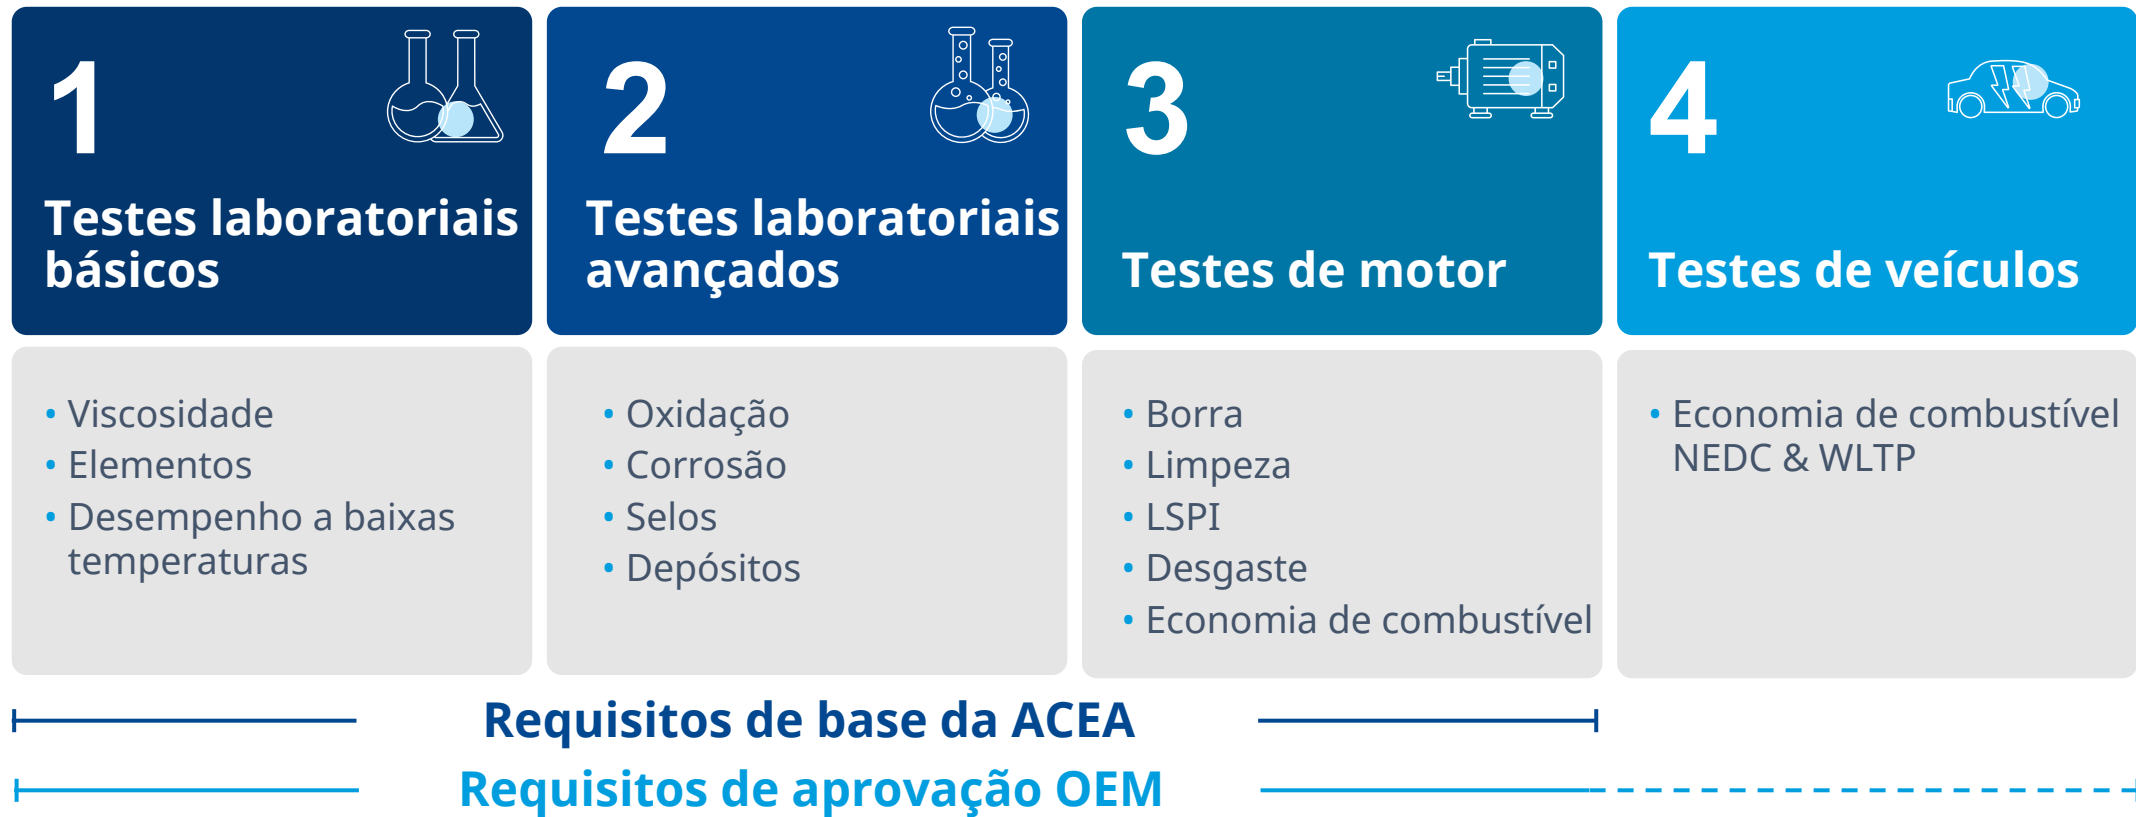 1
Testes laboratoriais
básicos
• Viscosidade
• Elementos
• Desempenho a baixas
temperaturas
2
Testes laboratoriais
avançados
• Oxidação
• Corrosão
• Selos
• Depósitos
3
Testes de motor
• Borra
• Limpeza
• LSPI
• Desgaste
• Economia de combustível
4
Testes de veículos
• Economia de combustível
NEDC & WLTP
Requisitos de base da ACEA
Requisitos de aprovação OEM